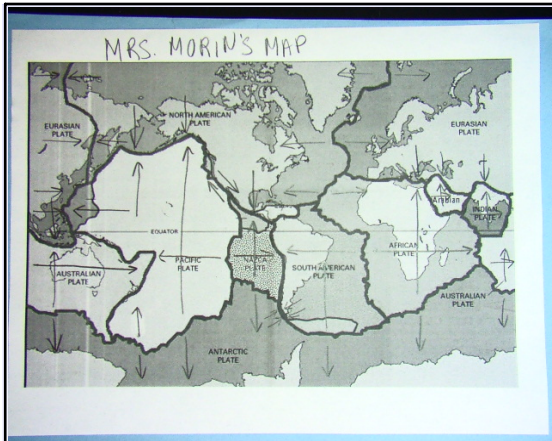 MRS. MORIN'S MAP
NORTH AMERICAN
PLATE
EURASIAN
PLATE
EURASIAN
PLATE
Arabian
INDIAN
PLATE
EQUATOR
AUSTRALIAN
PLATE
PACIFIC
PLATE
NAZCA
PLATE
SOUTH AMERICAN
PLATE
AFRICAN
PLATE
AUSTRALIAN
PLATE
ANTARCTIC
PLATE